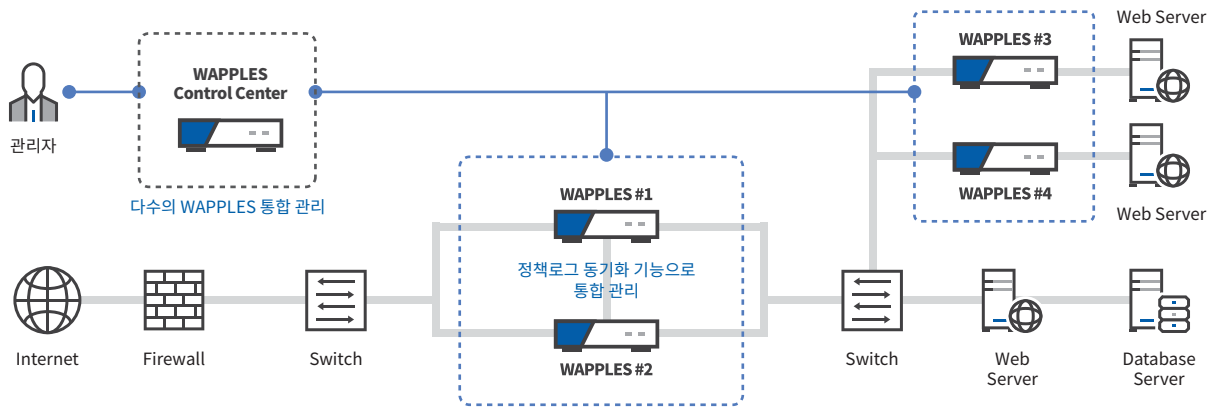 Web Server
WAPPLES #3
WAPPLES
Control Center
관리자
WAPPLES #4
다수의 WAPPLES 통합 관리
WAPPLES #1
Web Server
정책로그 동기화 기능으로
통합 관리
Internet
Firewall
Switch
WAPPLES #2
Switch
Web
Server
Database
Server